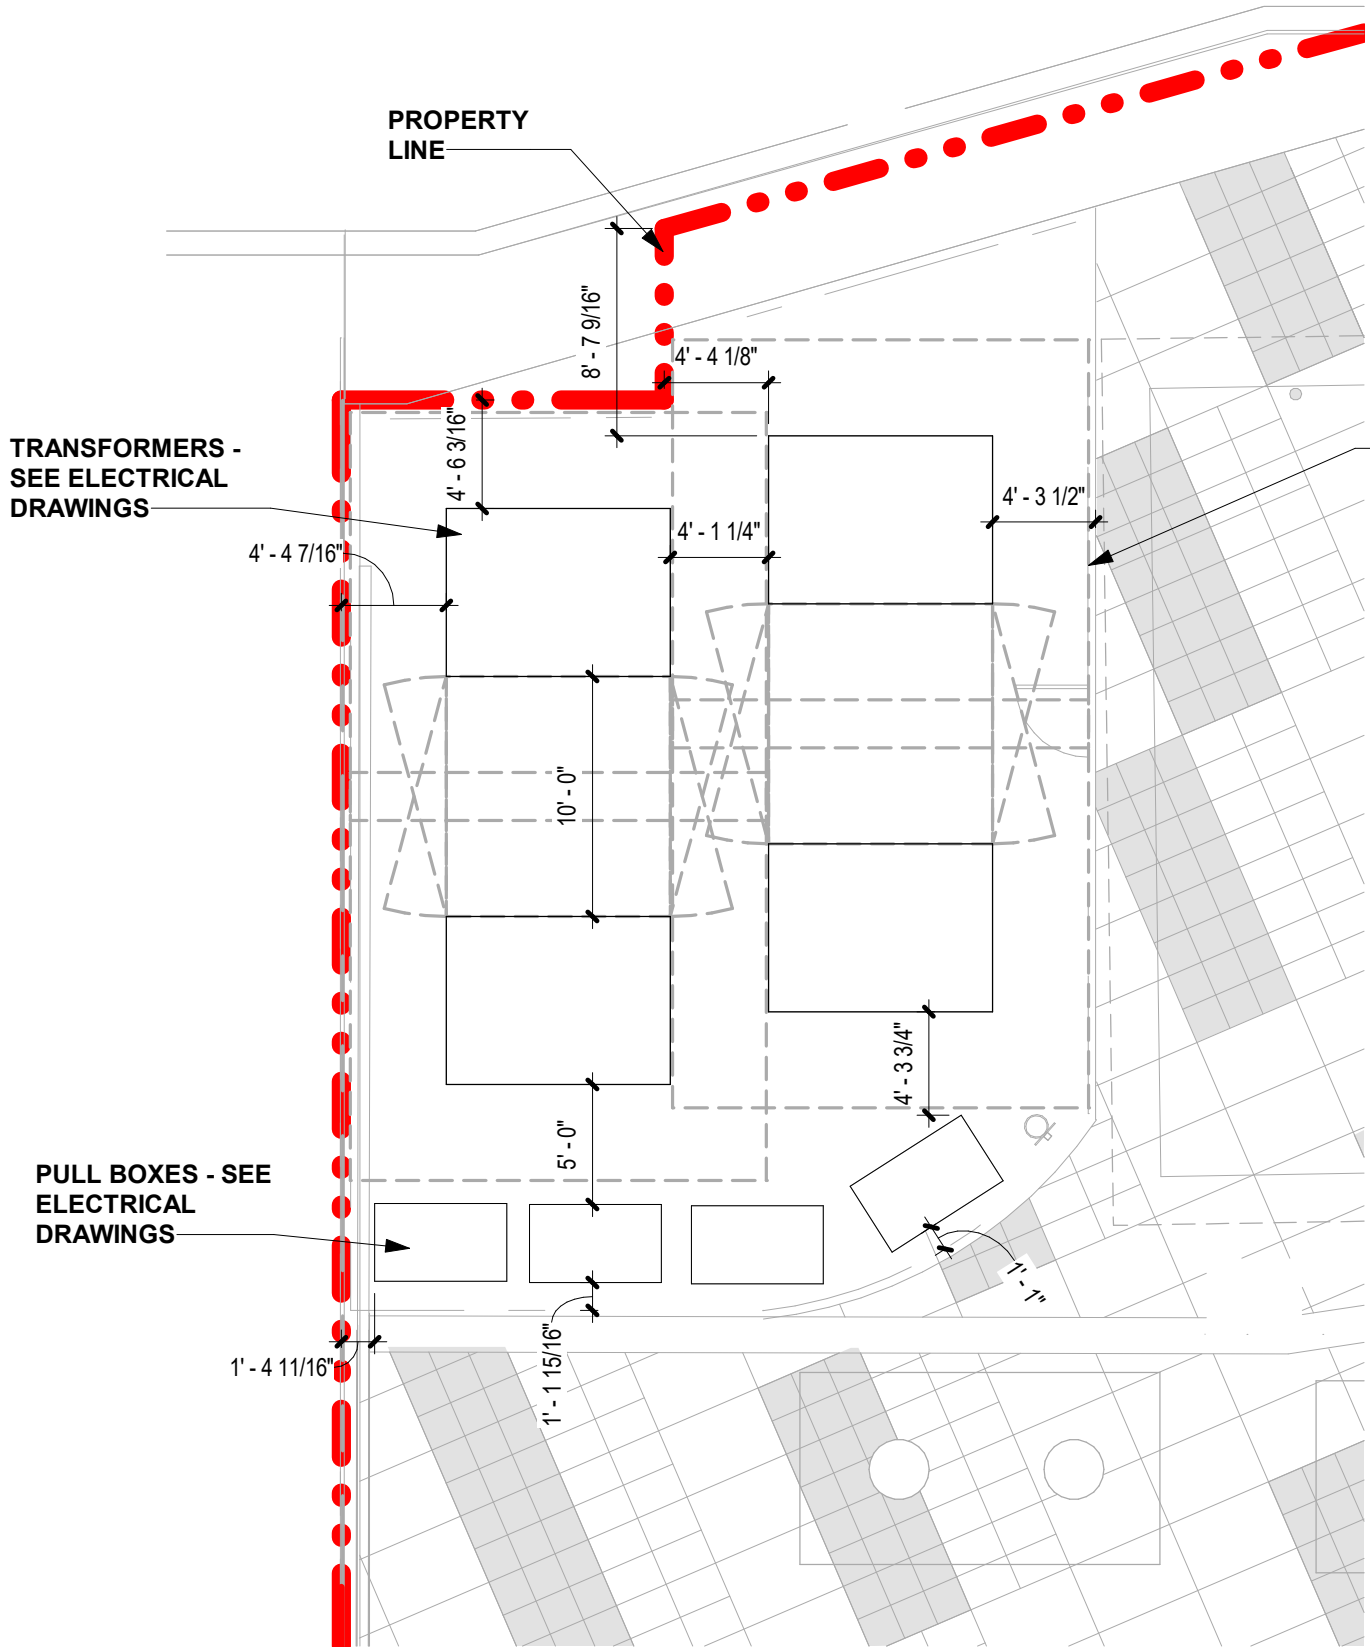 PROPERTY
LINE
8' - 7 9/16"
4' - 4 1/8"
4' - 6 3/16"
TRANSFORMERS -
SEE ELECTRICAL
DRAWINGS
4' - 3 1/2"
4' - 1 1/4"
4' - 4 7/16"
10' - 0"
4' - 3 3/4"
5' - 0"
PULL BOXES - SEE
ELECTRICAL
DRAWINGS
1' - 1"
1' - 4 11/16"
1' - 1 15/16"